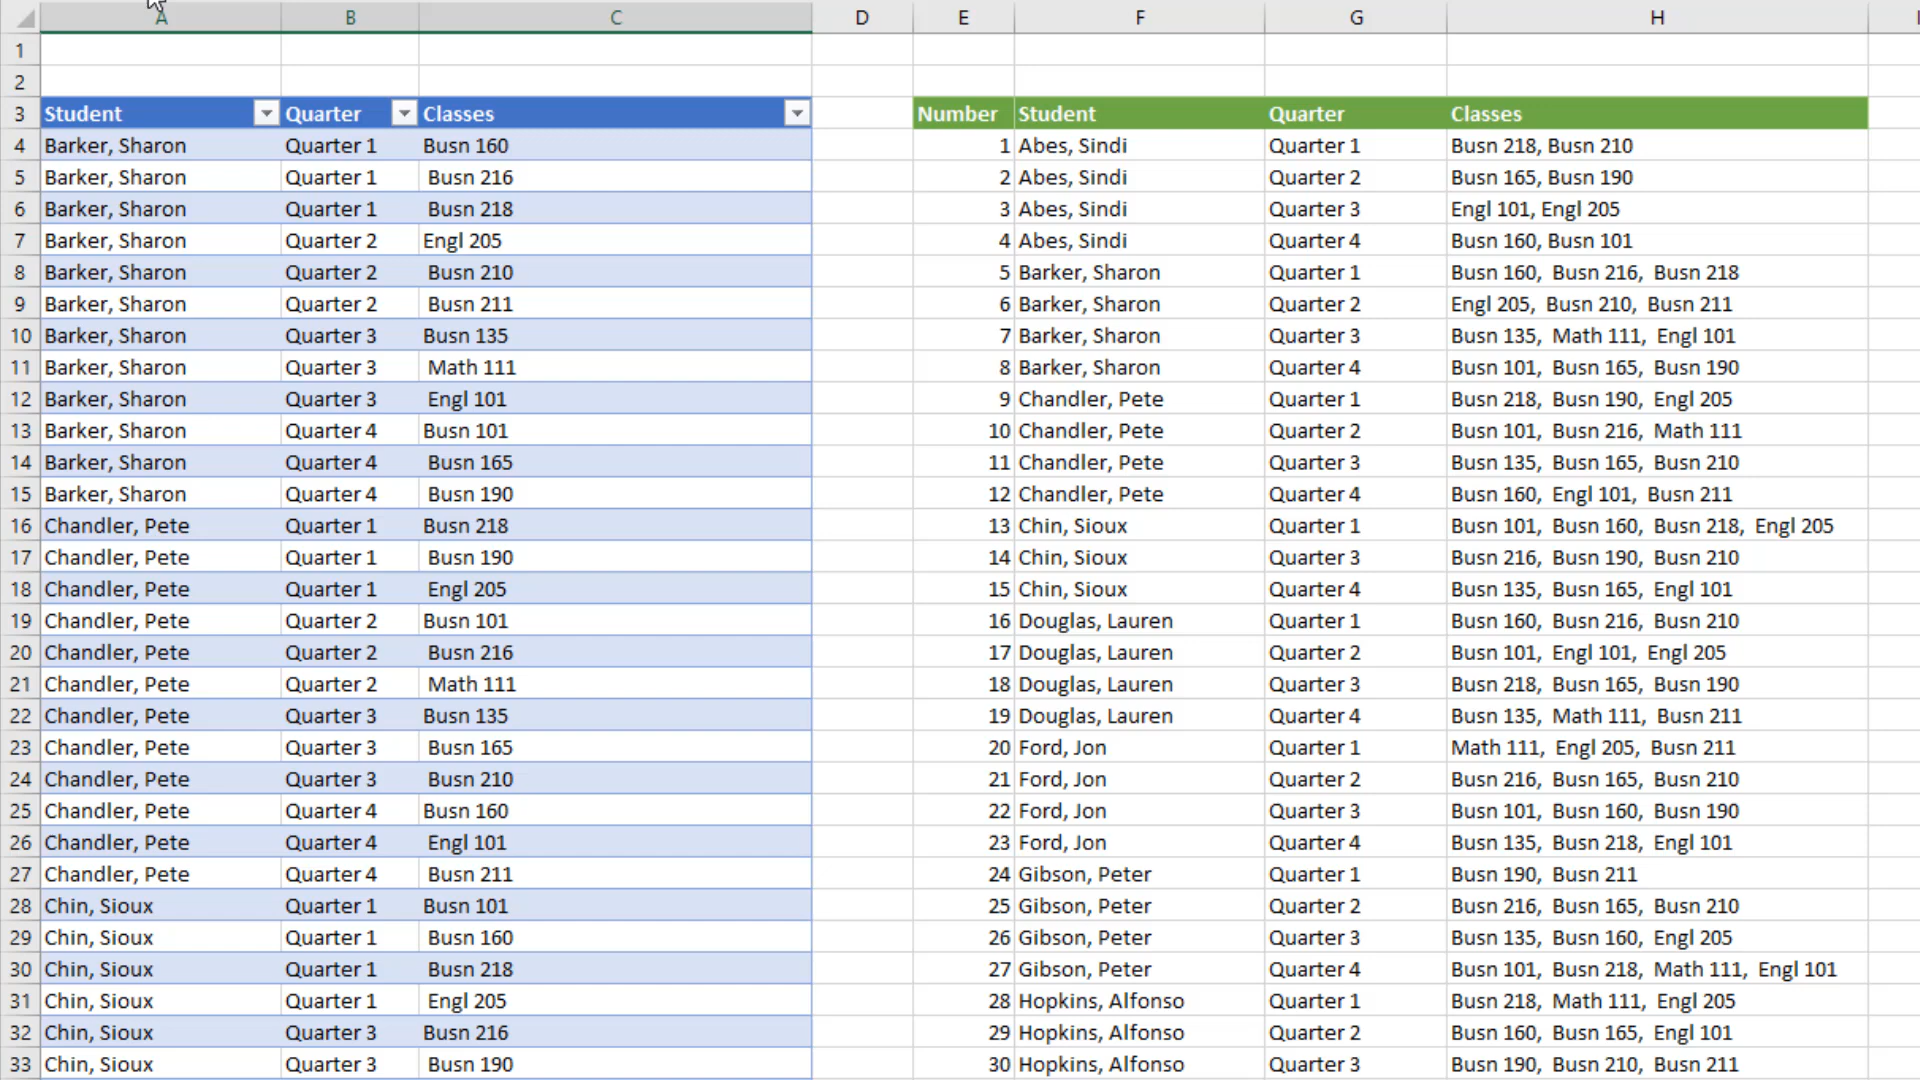 A B C D E F G H
1
2
3 Student Quarter Classes Number Student Quarter Classes
4 Barker, Sharon Quarter 1 Busn 160 1 Abes, Sindi Quarter 1 Busn 218, Busn 210
5 Barker, Sharon Quarter 1 Busn 216 2 Abes, Sindi Quarter 2 Busn 165, Busn 190
6 Barker, Sharon Quarter 1 Busn 218 3 Abes, Sindi Quarter 3 Engl 101, Engl 205
7 Barker, Sharon Quarter 2 Engl 205 4 Abes, Sindi Quarter 4 Busn 160, Busn 101
8 Barker, Sharon Quarter 2 Busn 210 5 Barker, Sharon Quarter 1 Busn 160, Busn 216, Busn 218
9 Barker, Sharon Quarter 2 Busn 211 6 Barker, Sharon Quarter 2 Engl 205, Busn 210, Busn 211
10 Barker, Sharon Quarter 3 Busn 135 7 Barker, Sharon Quarter 3 Busn 135, Math 111, Engl 101
11 Barker, Sharon Quarter 3 Math 111 8 Barker, Sharon Quarter 4 Busn 101, Busn 165, Busn 190
12 Barker, Sharon Quarter 3 Engl 101 9 Chandler, Pete Quarter 1 Busn 218, Busn 190, Engl 205
13 Barker, Sharon Quarter 4 Busn 101 10 Chandler, Pete Quarter 2 Busn 101, Busn 216, Math 111
14 Barker, Sharon Quarter 4 Busn 165 11 Chandler, Pete Quarter 3 Busn 135, Busn 165, Busn 210
15 Barker, Sharon Quarter 4 Busn 190 12 Chandler, Pete Quarter 4 Busn 160, Engl 101, Busn 211
16 Chandler, Pete Quarter 1 Busn 218 13 Chin, Sioux Quarter 1 Busn 101, Busn 160, Busn 218, Engl 205
17 Chandler, Pete Quarter 1 Busn 190 14 Chin, Sioux Quarter 3 Busn 216, Busn 190, Busn 210
18 Chandler, Pete Quarter 1 Engl 205 15 Chin, Sioux Quarter 4 Busn 135, Busn 165, Engl 101
19 Chandler, Pete Quarter 2 Busn 101 16 Douglas, Lauren Quarter 1 Busn 160, Busn 216, Busn 210
20 Chandler, Pete Quarter 2 Busn 216 17 Douglas, Lauren Quarter 2 Busn 101, Engl 101, Engl 205
21 Chandler, Pete Quarter 2 Math 111 18 Douglas, Lauren Quarter 3 Busn 218, Busn 165, Busn 190
22 Chandler, Pete Quarter 3 Busn 135 19 Douglas, Lauren Quarter 4 Busn 135, Math 111, Busn 211
23 Chandler, Pete Quarter 3 Busn 165 20 Ford, Jon Quarter 1 Math 111, Engl 205, Busn 211
24 Chandler, Pete Quarter 3 Busn 210 21 Ford, Jon Quarter 2 Busn 216, Busn 165, Busn 210
25 Chandler, Pete Quarter 4 Busn 160 22 Ford, Jon Quarter 3 Busn 101, Busn 160, Busn 190
26 Chandler, Pete Quarter 4 Engl 101 23 Ford, Jon Quarter 4 Busn 135, Busn 218, Engl 101
27 Chandler, Pete Quarter 4 Busn 211 24 Gibson, Peter Quarter 1 Busn 190, Busn 211
28 Chin, Sioux Quarter 1 Busn 101 25 Gibson, Peter Quarter 2 Busn 216, Busn 165, Busn 210
29 Chin, Sioux Quarter 1 Busn 160 26 Gibson, Peter Quarter 3 Busn 135, Busn 160, Engl 205
30 Chin, Sioux Quarter 1 Busn 218 27 Gibson, Peter Quarter 4 Busn 101, Busn 218, Math 111, Engl 101
31 Chin, Sioux Quarter 1 Engl 205 28 Hopkins, Alfonso Quarter 1 Busn 218, Math 111, Engl 205
32 Chin, Sioux Quarter 3 Busn 216 29 Hopkins, Alfonso Quarter 2 Busn 160, Busn 165, Engl 101
33 Chin, Sioux Quarter 3 Busn 190 30 Hopkins, Alfonso Quarter 3 Busn 190, Busn 210, Busn 211